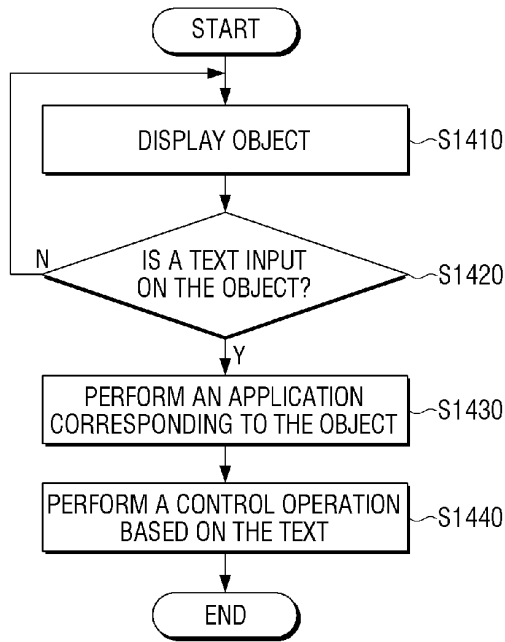 START
DISPLAY OBJECT
S1410
IS A TEXT INPUT
ON THE OBJECT?
S1420
N
Y
PERFORM AN APPLICATION
CORRESPONDING TO THE OBJECT
S1430
PERFORM A CONTROL OPERATION
BASED ON THE TEXT
S1440
END